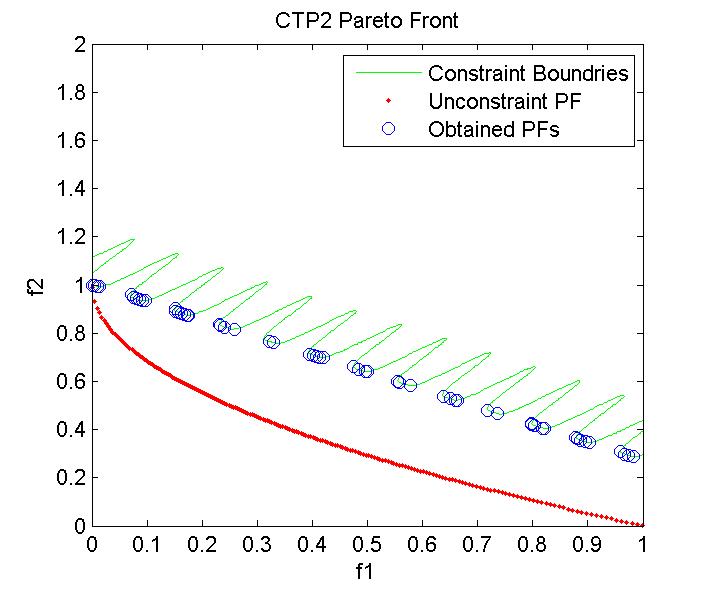 CTP2 Pareto Front
Constraint Boundries
Unconstraint PF
Obtained PFs
2
1.8
1.6
1.4
1.2
1
0.8
0.6
0.4
0.2
0
f2
0 0.1 0.2 0.3 0.4 0.5 0.6 0.7 0.8 0.9 1
f1